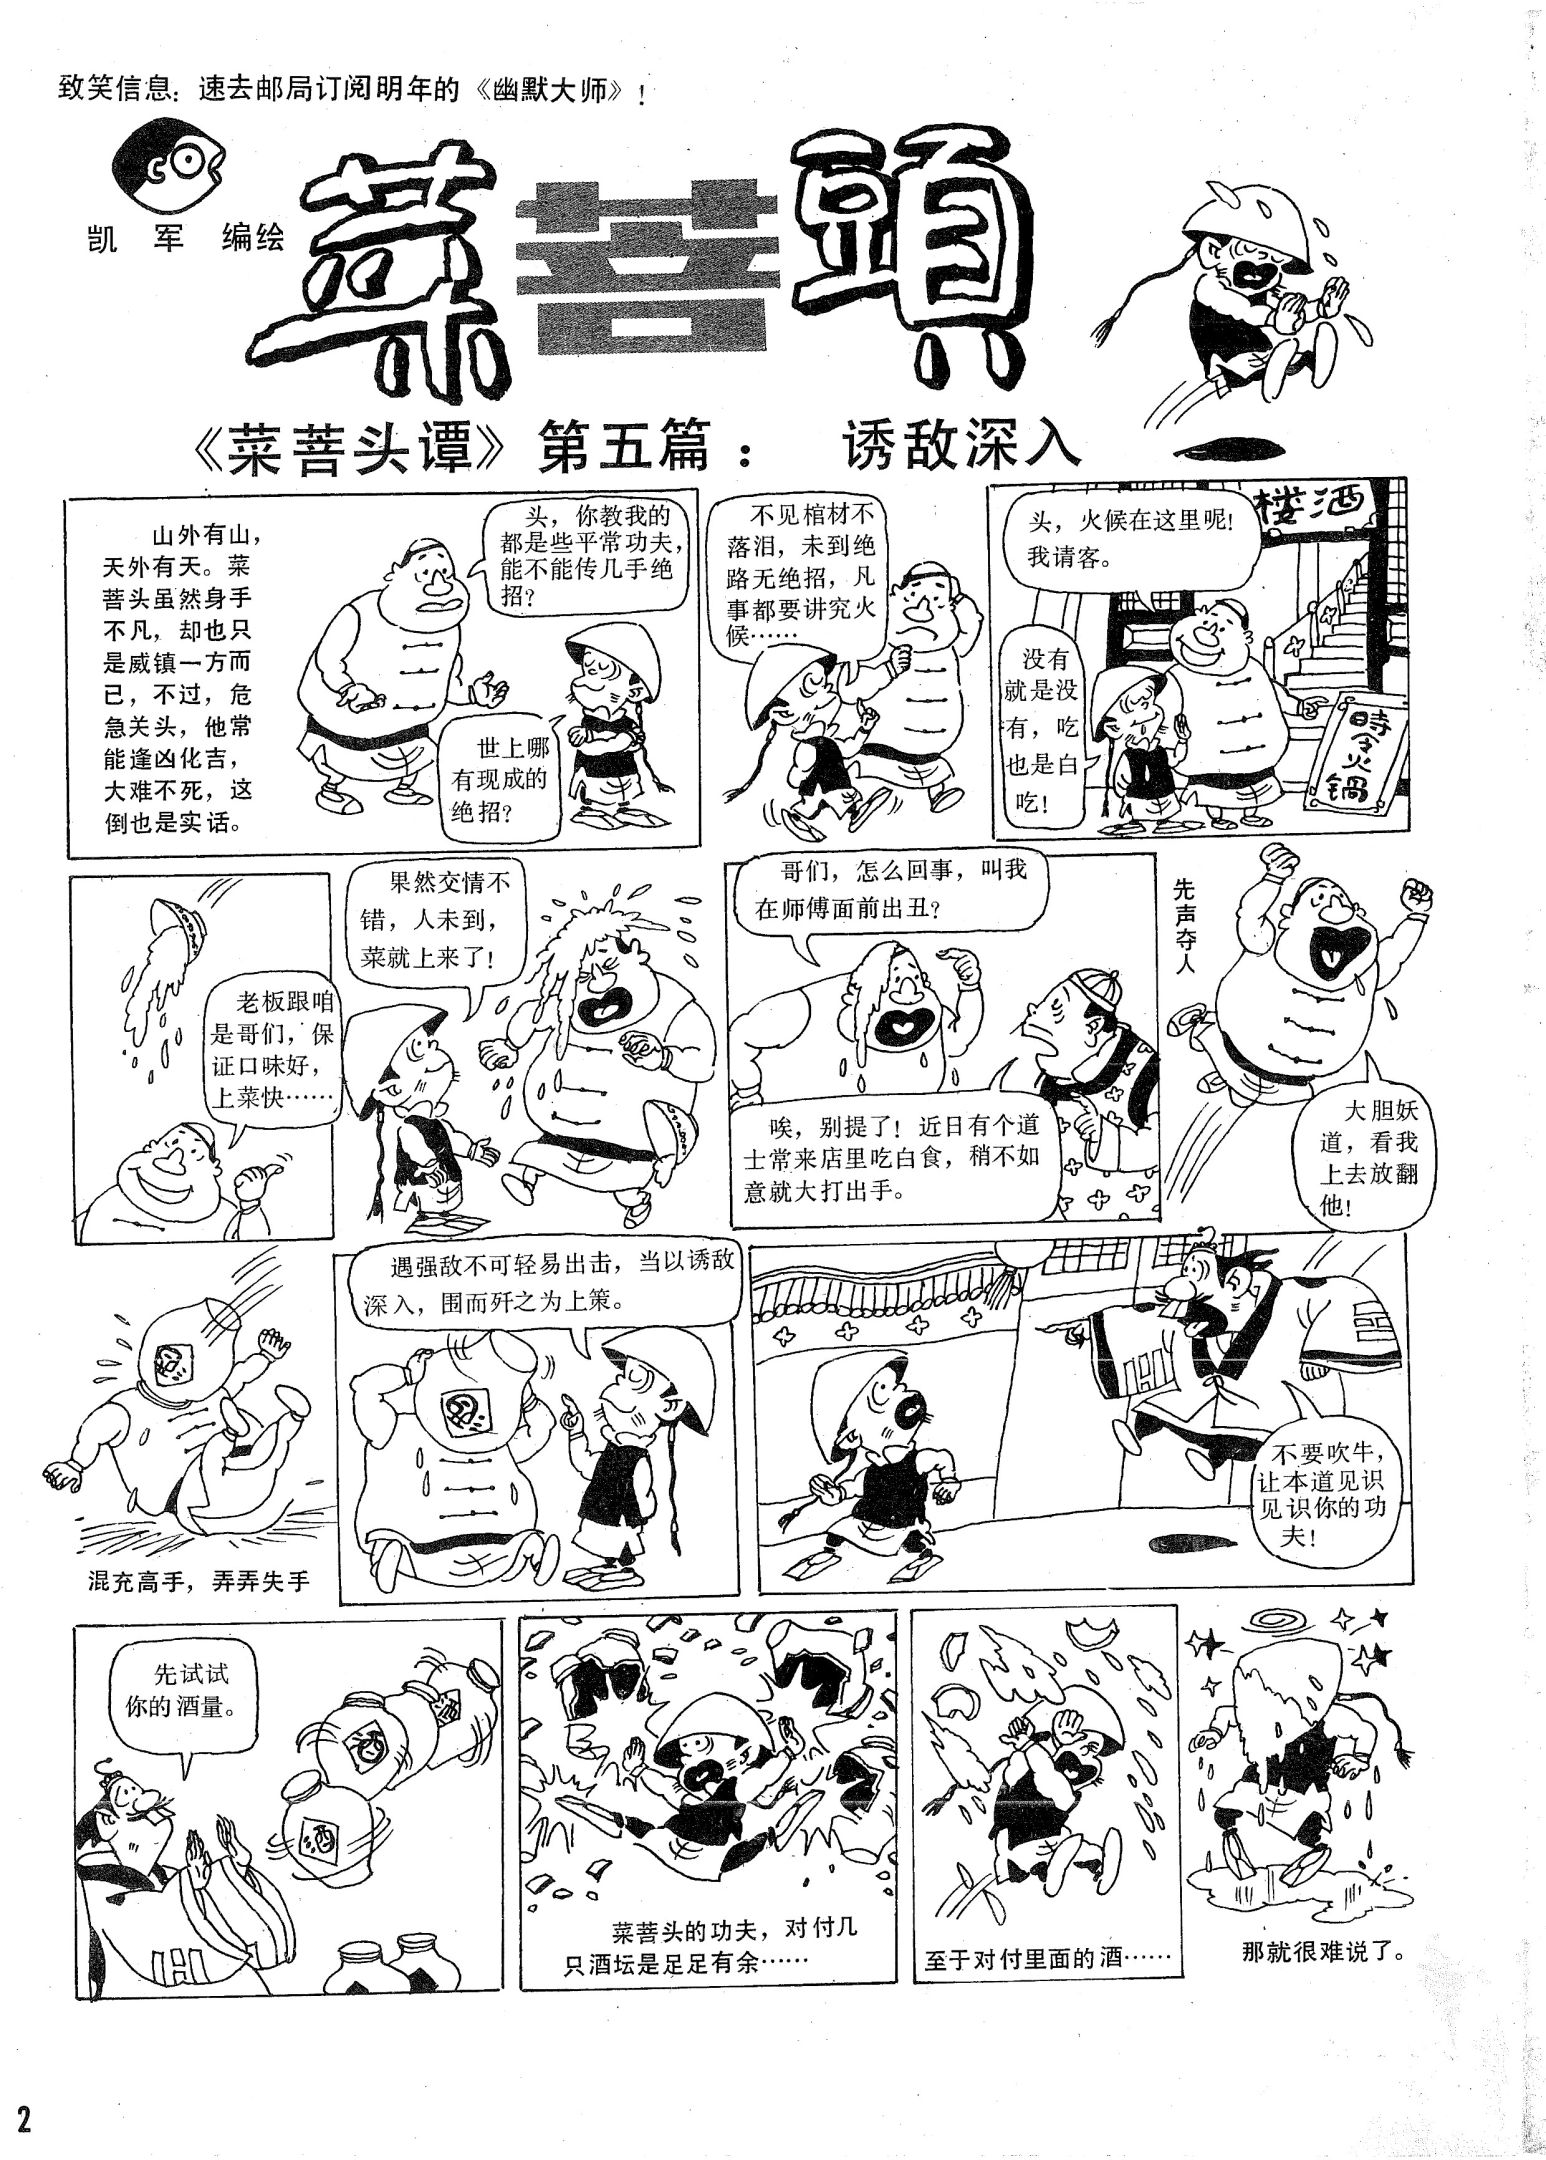 致笑信息：速去邮局订阅明年的《幽默大师》！
凯 军 编绘
菜菩頭
《菜菩头谭》第五篇： 诱敌深入
山外有山，
天外有天。菜
菩头虽然身手
不凡，却也只
是威镇一方而
已，不过，危
急关头，他常
能逢凶化吉，
大难不死，这
倒也是实话。
头，你教我的
都是些平常功夫，
能不能传几手绝
招？
世上哪
有现成的
绝招？
不见棺材不
落泪，未到绝
路无绝招，凡
事都要讲究火
候……
头，火候在这里呢！
我请客。
楼酒
没有
就是没
有，吃
也是白
吃！
時令火
锅
老板跟咱
是哥们，保
证口味好，
上菜快……
果然交情不
错，人未到，
菜就上来了！
哥们，怎么回事，叫我
在师傅面前出丑？
唉，别提了！近日有个道
士常来店里吃白食，稍不如
意就大打出手。
先声夺人
大胆妖
道，看我
上去放翻
他！
酒
混充高手，弄弄失手
遇强敌不可轻易出击，当以诱敌
深入，围而歼之为上策。
酒
不要吹牛，
让本道见识
见识你的功
夫！
先试试
你的酒量。
酒
酒
酒
菜菩头的功夫，对付几
只酒坛是足足有余……
至于对付里面的酒……
那就很难说了。
2